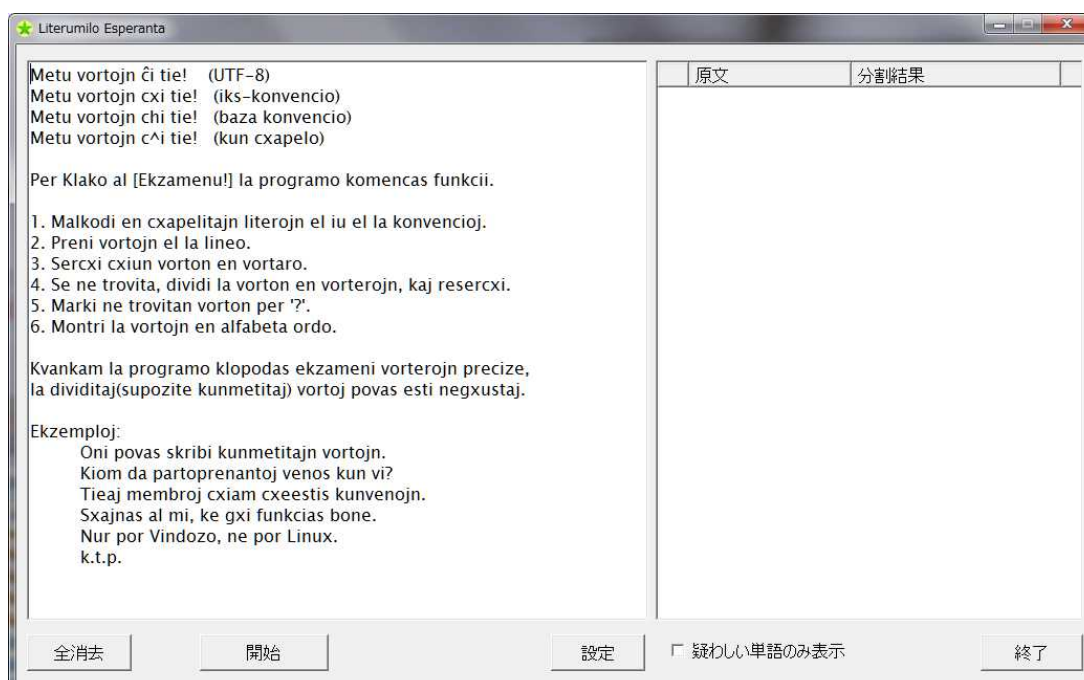 Literumilo Esperanta
Metu vortojn ĉi tie! (UTF-8)
Metu vortojn cxi tie! (iks-konvencio)
Metu vortojn chi tie! (baza konvencio)
Metu vortojn c^i tie! (kun cxapelo)
Per Klako al [Ekzamenu!] la programo komencas funkcii.
1. Malkodi en cxapelitajn literojn el iu el la konvencioj.
2. Preni vortojn el la lineo.
3. Sercxi cxiun vorton en vortaro.
4. Se ne trovita, dividi la vorton en vorterojn, kaj resercxi.
5. Marki ne trovitan vorton per '?'.
6. Montri la vortojn en alfabeta ordo.
Kvankam la programo klopodas ekzameni vorterojn precize,
la dividitaj(supozite kunmetitaj) vortoj povas esti negxustaj.
Ekzemploj:
Oni povas skribi kunmetitajn vortojn.
Kiom da partoprenantoj venos kun vi?
Tieaj membroj cxiam cxeestis kunvenojn.
Sxajnas al mi, ke gxi funkcias bone.
Nur por Vindozo, ne por Linux.
k.t.p.
原文 分割結果
全消去 開始 設定 疑わしい単語のみ表示 終了